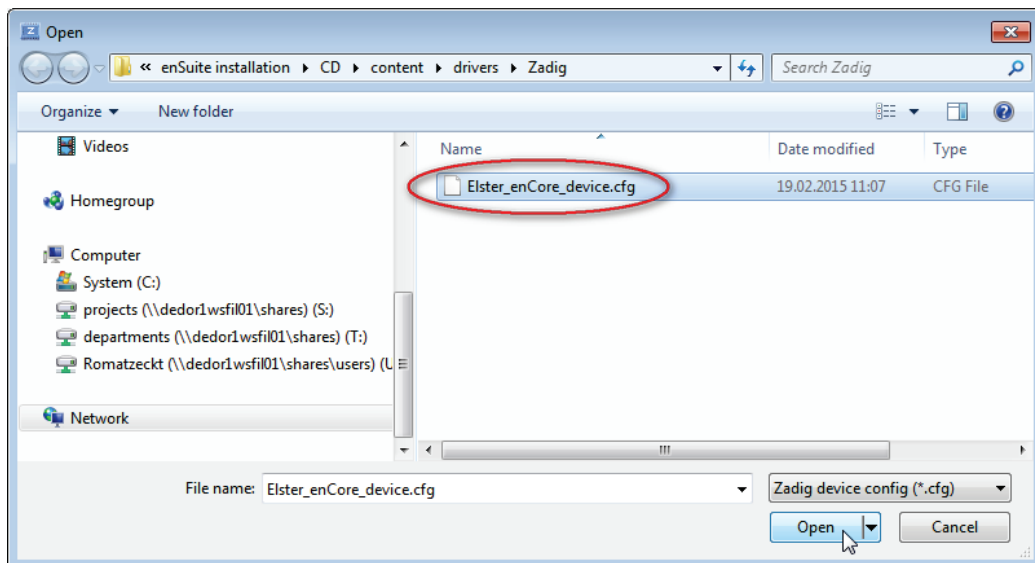 Open
« enSuite installation ▸ CD ▸ content ▸ drivers ▸ Zadig
Search Zadig
Organize
New folder
Name
Date modified
Type
Videos
Elster_enCore_device.cfg
19.02.2015 11:07
CFG File
Homegroup
Computer
System (C:)
projects (\\dedor1wsfil01\shares) (S:)
departments (\\dedor1wsfil01\shares) (T:)
Romatzeckt (\\dedor1wsfil01\shares\users) (U
Network
File name:
Elster_enCore_device.cfg
Zadig device config (*.cfg)
Open
Cancel